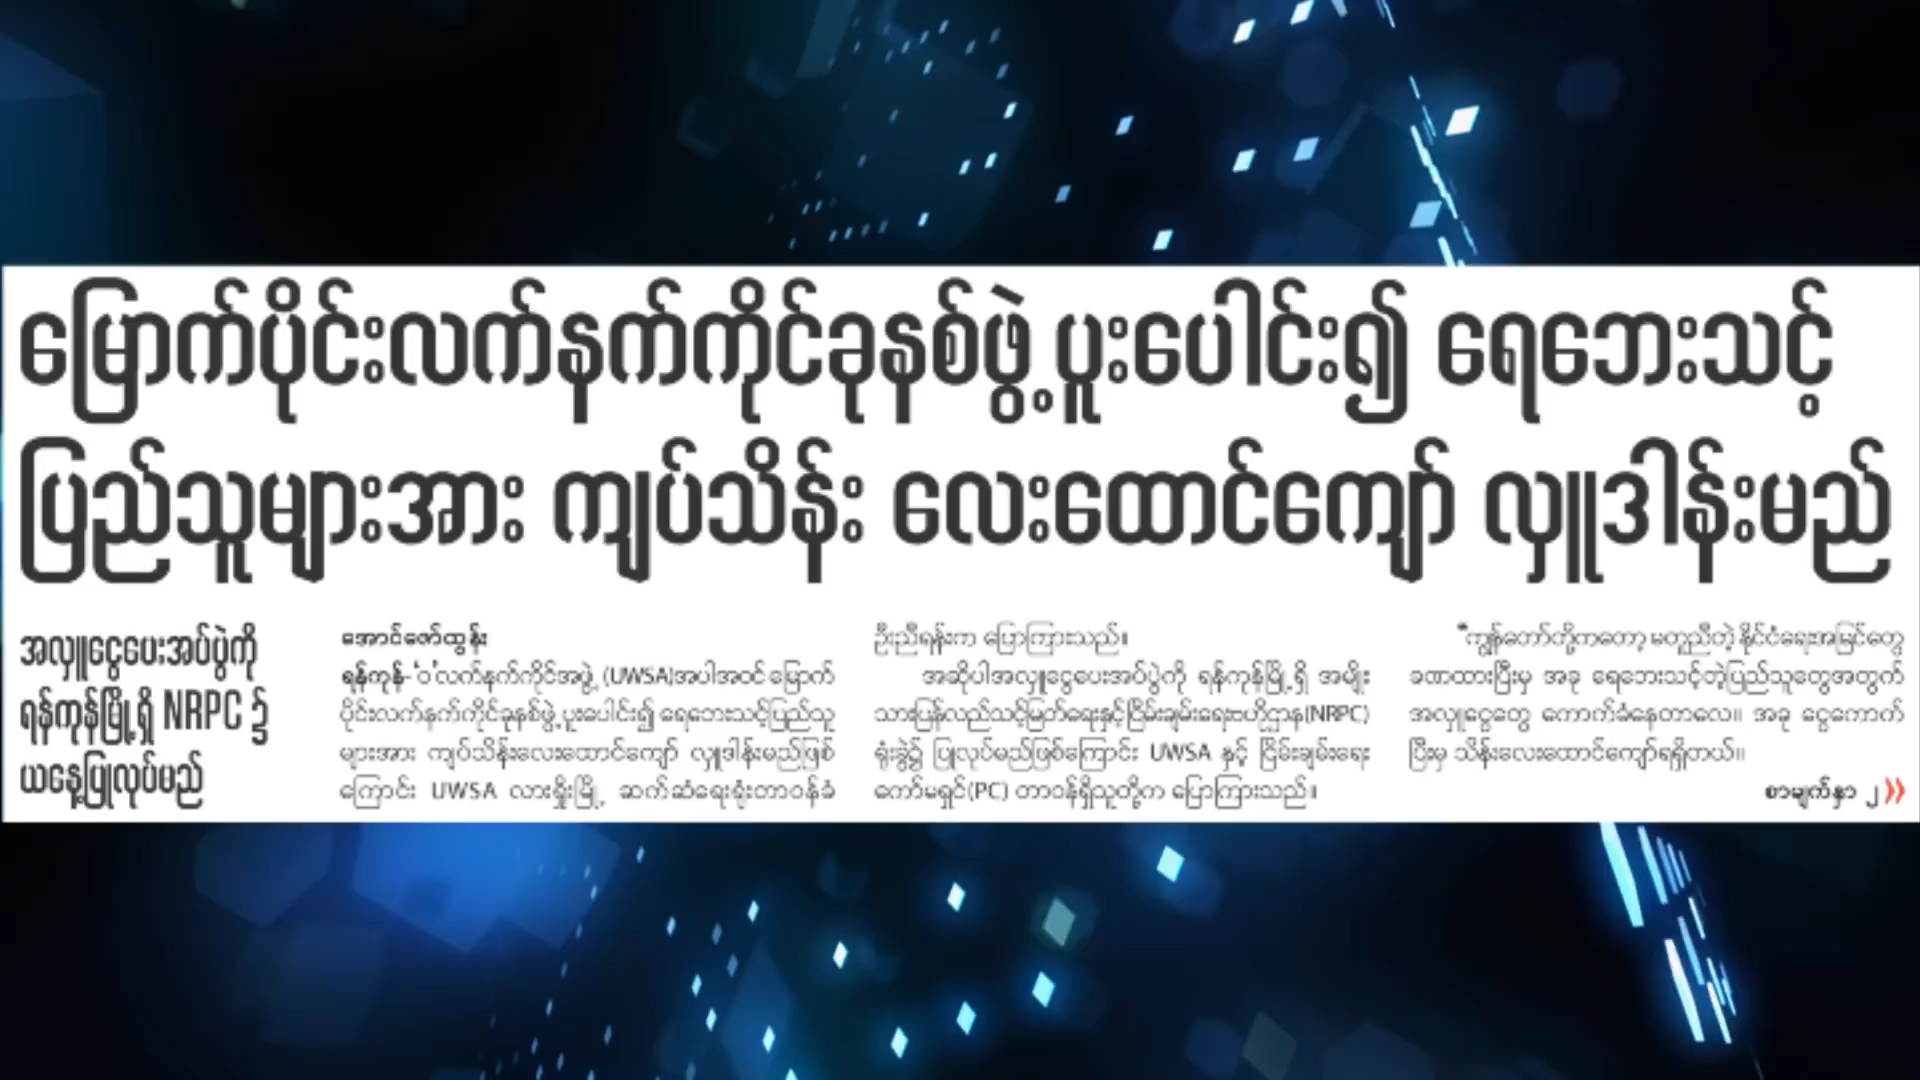 မြောက်ပိုင်းလက်နက်ကိုင်ခုနစ်ဖွဲ့ပူးပေါင်း၍ ရေဘေးသင့်
ပြည်သူများအား ကျပ်သိန်း လေးထောင်ကျော် လှူဒါန်းမည်
အလှူငွေပေးအပ်ပွဲကို
ရန်ကုန်မြို့ရှိ NRPC ၌
ယနေ့ပြုလုပ်မည်
အောင်ဇော်ထွန်း
ရန်ကုန်-'ဝ'လက်နက်ကိုင်အဖွဲ့ (UWSA)အပါအဝင် မြောက်
ပိုင်းလက်နက်ကိုင်ခုနစ်ဖွဲ့ပူးပေါင်း၍ ရေဘေးသင့်ပြည်သူ
များအား ကျပ်သိန်းလေးထောင်ကျော် လှူဒါန်းမည်ဖြစ်
ကြောင်း UWSA လားရှိုးမြို့ ဆက်ဆံရေးရုံးတာဝန်ခံ
ဦးညီရန်းက ပြောကြားသည်။
အဆိုပါအလှူငွေပေးအပ်ပွဲကို ရန်ကုန်မြို့ရှိ အမျိုး
သားပြန်လည်သင့်မြတ်ရေးနှင့်ငြိမ်းချမ်းရေးဗဟိုဌာန(NRPC)
ရုံးခွဲ၌ ပြုလုပ်မည်ဖြစ်ကြောင်း UWSA နှင့် ငြိမ်းချမ်းရေး
ကော်မရှင်(PC) တာဝန်ရှိသူတို့က ပြောကြားသည်။
"ကျွန်တော်တို့ကတော့ မတူညီတဲ့ နိုင်ငံရေးအမြင်တွေ
ခဏထားပြီးမှ အခု ရေဘေးသင့်တဲ့ပြည်သူတွေအတွက်
အလှူငွေတွေ ကောက်ခံနေတာလေ။ အခု ငွေကောက်
ပြီးမှ သိန်းလေးထောင်ကျော်ရရှိတယ်။
စာမျက်နှာ ၂